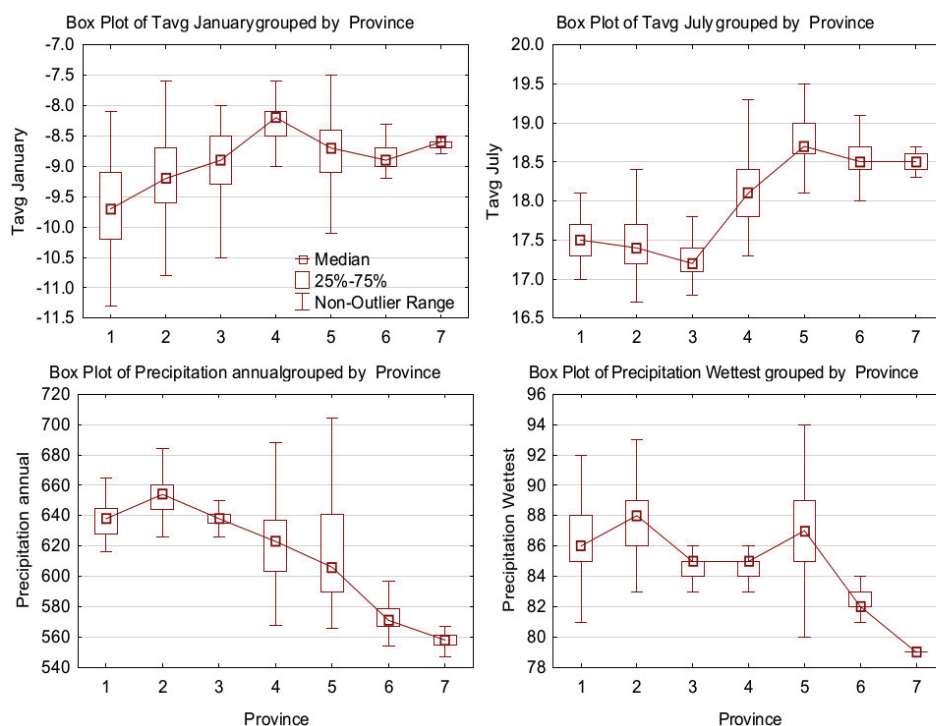 Box Plot of Tavg Januarygrouped by Province
-7.0
-7.5
-8.0
-8.5
-9.0
-9.5
-10.0
-10.5
-11.0
-11.5
Tavg January
Median
25%-75%
Non-Outlier Range
1 2 3 4 5 6 7
Box Plot of Tavg July grouped by Province
20.0
19.5
19.0
18.5
18.0
17.5
17.0
16.5
Tavg July
1 2 3 4 5 6 7
Box Plot of Precipitation annualgrouped by Province
720
700
680
660
640
620
600
580
560
540
Precipitation annual
1 2 3 4 5 6 7
Province
Box Plot of Precipitation Wettest grouped by Province
96
94
92
90
88
86
84
82
80
78
Precipitation Wettest
1 2 3 4 5 6 7
Province